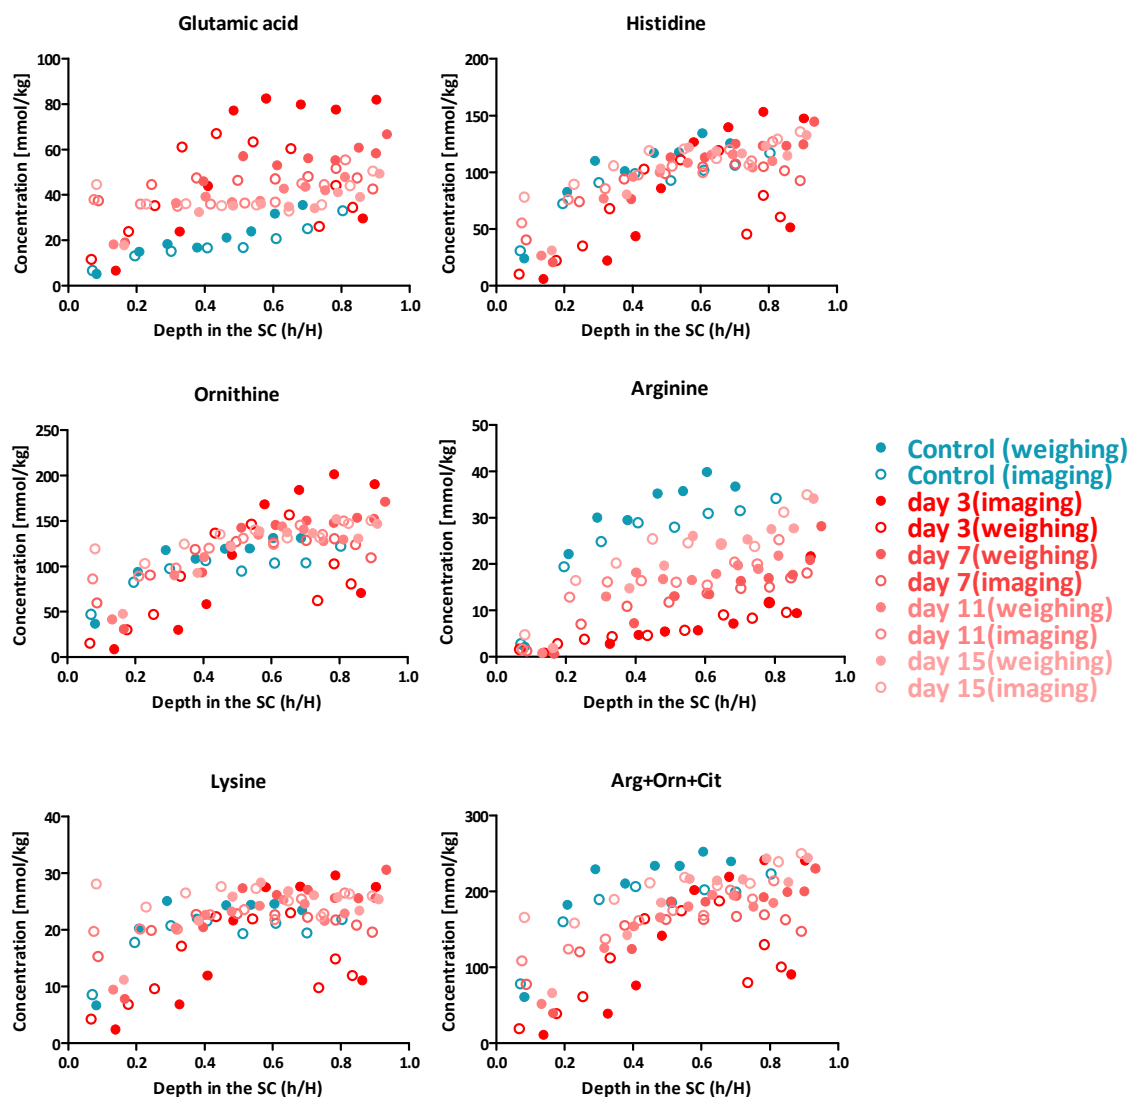 Glutamic acid
Concentration [mmol/kg]
100
80
60
40
20
0
0.0 0.2 0.4 0.6 0.8 1.0
Depth in the SC (h/H)
Histidine
Concentration [mmol/kg]
200
150
100
50
0
0.0 0.2 0.4 0.6 0.8 1.0
Depth in the SC (h/H)
Ornithine
Concentration [mmol/kg]
250
200
150
100
50
0
0.0 0.2 0.4 0.6 0.8 1.0
Depth in the SC (h/H)
Arginine
Concentration [mmol/kg]
50
40
30
20
10
0
0.0 0.2 0.4 0.6 0.8 1.0
Depth in the SC (h/H)
Control (weighing)
Control (imaging)
day 3(imaging)
day 3(weighing)
day 7(weighing)
day 7(imaging)
day 11(weighing)
day 11(imaging)
day 15(weighing)
day 15(imaging)
Lysine
Concentration [mmol/kg]
40
30
20
10
0
0.0 0.2 0.4 0.6 0.8 1.0
Depth in the SC (h/H)
Arg+Orn+Cit
Concentration [mmol/kg]
300
200
100
0
0.0 0.2 0.4 0.6 0.8 1.0
Depth in the SC (h/H)